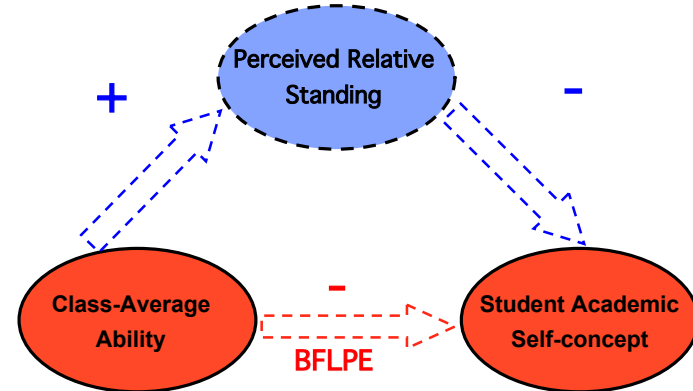 Perceived Relative
Standing
+
-
Class-Average
Ability
-
BFLPE
Student Academic
Self-concept